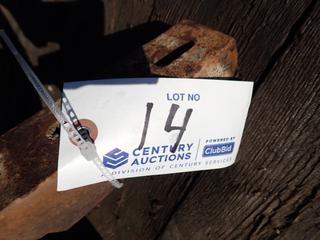 LOT NO
14
CENTURY AUCTIONS
POWERED BY ClubBid
A DIVISION OF CENTURY SERVICES